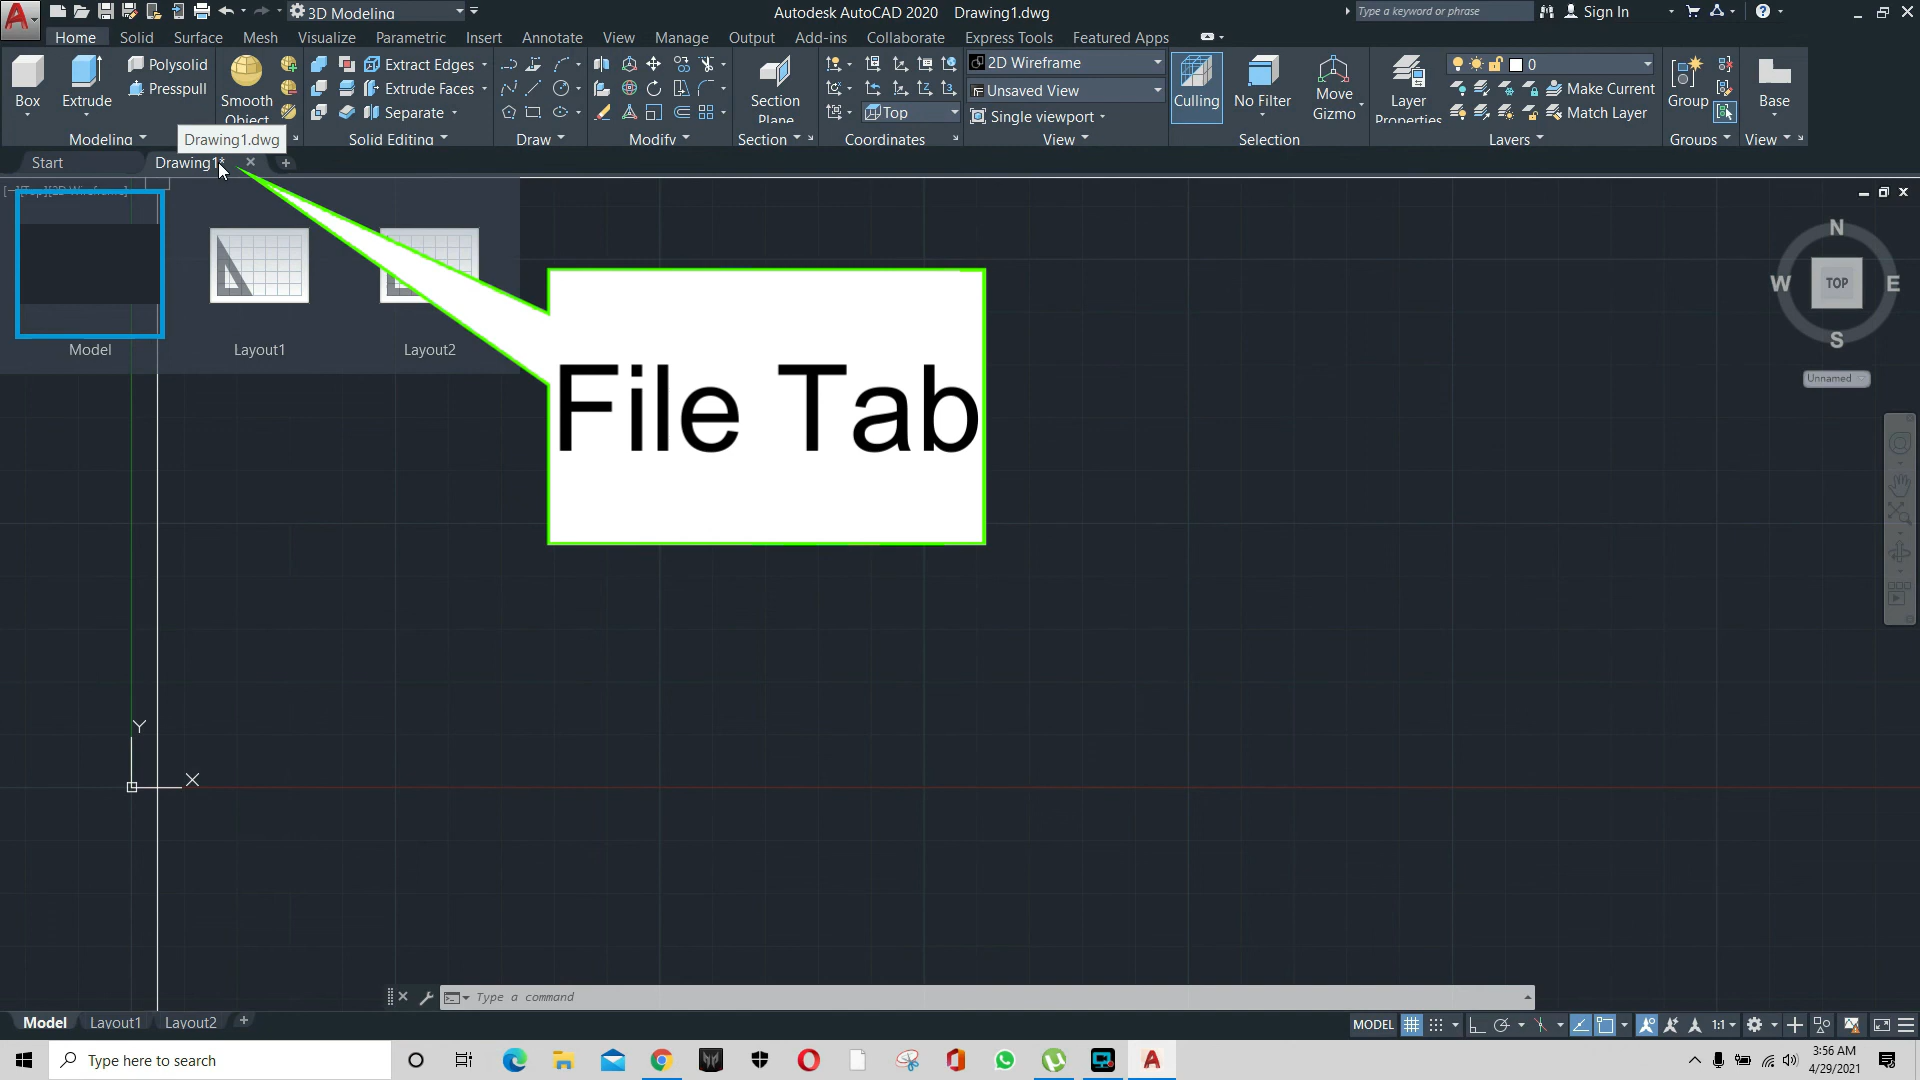 3D Modeling Autodesk AutoCAD 2020 Drawing1.dwg Type a keyword or phrase Sign In
Home Solid Surface Mesh Visualize Parametric Insert Annotate View Manage Output Add-ins Collaborate Express Tools Featured Apps
Box
Extrude
Polysolid
Presspull
Smooth
Object
Extract Edges
Extrude Faces
Separate
Section
Plane
Top
2D Wireframe
Unsaved View
Single viewport
Culling
No Filter
Move
Gizmo
Layer
Properties
0
Make Current
Match Layer
Group
Base
Modeling
Drawing1.dwg
Solid Editing
Draw
Modify
Section
Coordinates
View
Selection
Layers
Groups
View
Start
Drawing1*
Model
Layout1
Layout2
File Tab
N
W
TOP
E
S
Unnamed
Y
X
Type a command
Model Layout1 Layout2
MODEL
1:1
Type here to search
3:56 AM
4/29/2021